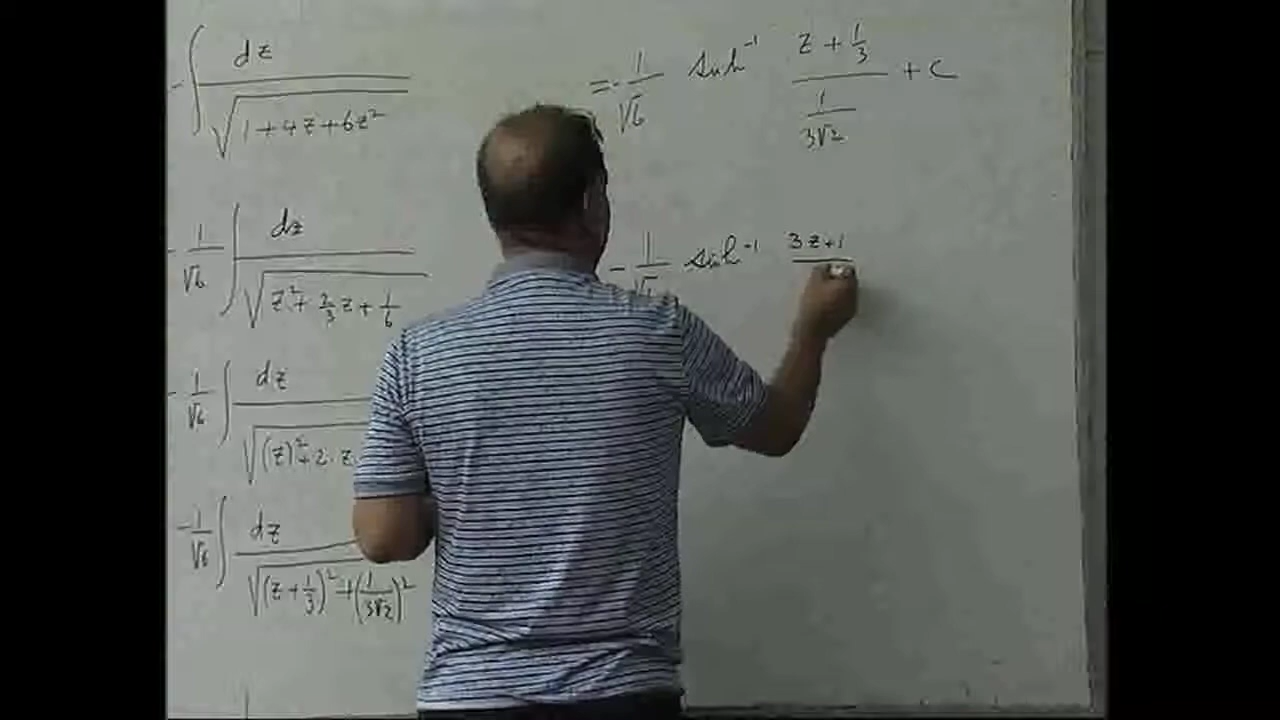 - ∫ dz / √(1 + 4z + 6z²)
- 1/√6 ∫ dz / √(z² + 2/3 z + 1/6)
- 1/√6 ∫ dz / √((z)² + 2 · z
- 1/√6 ∫ dz / √((z + 1/3)² + (1/3√2)²)
= - 1/√6 sinh⁻¹ (z + 1/3) / (1/3√2) + c
- 1/√6 sinh⁻¹ 3z+1